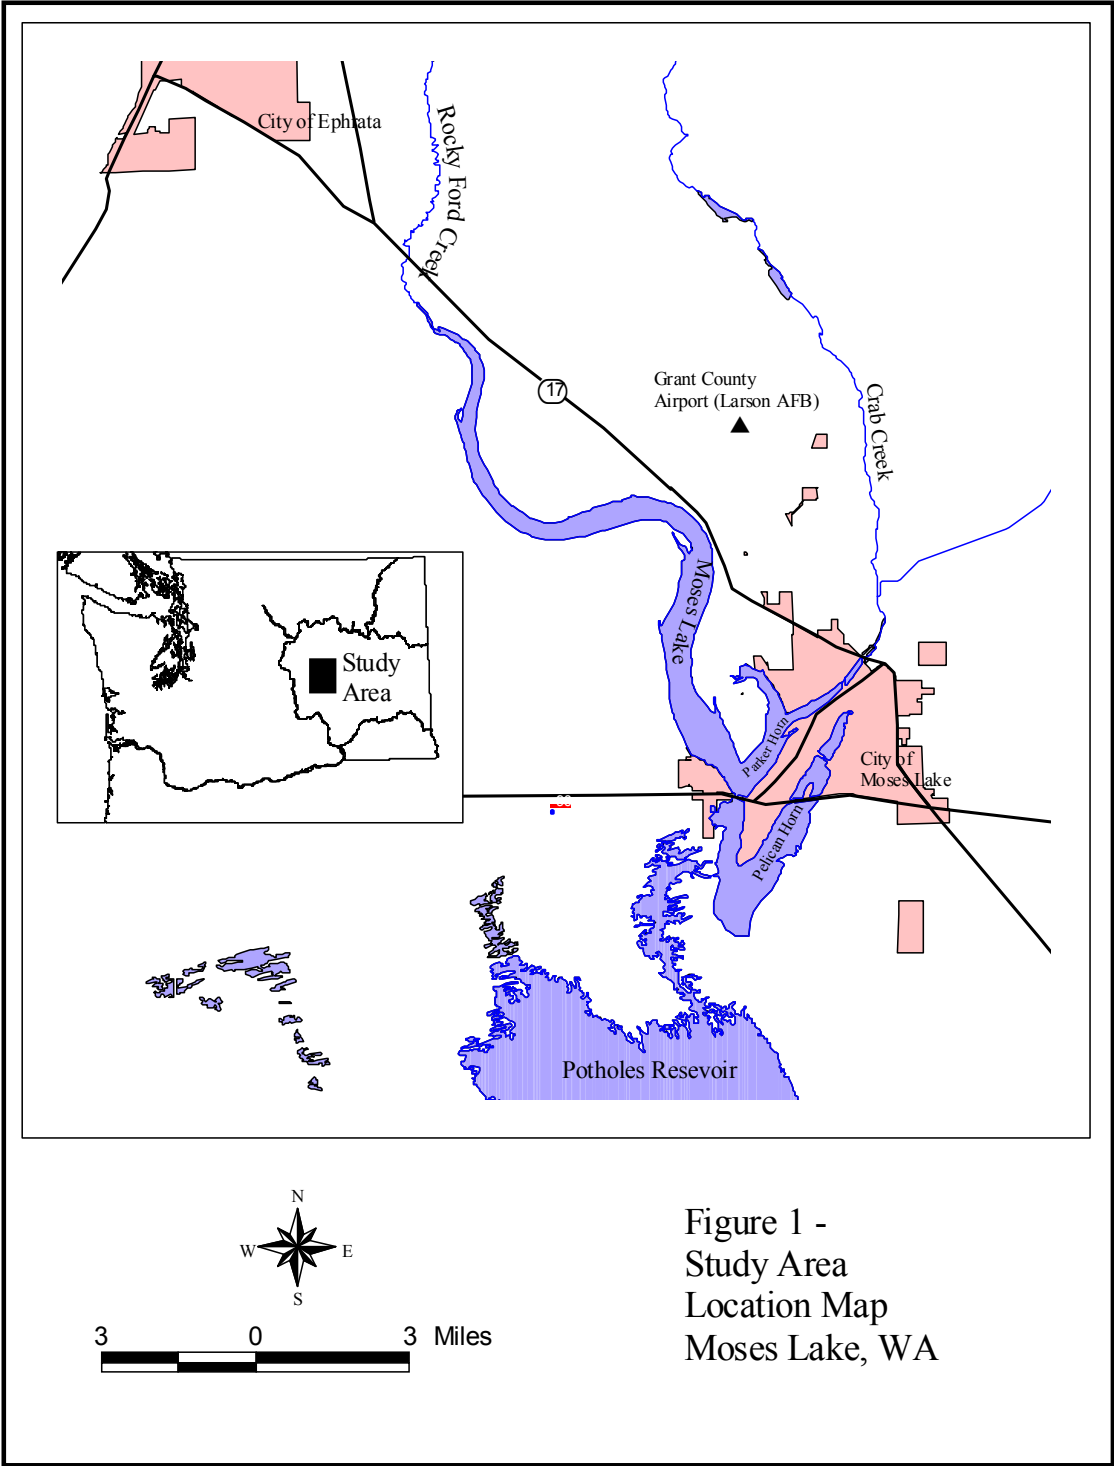 City of Ephrata
Rocky Ford Creek
17
Grant County
Airport (Larson AFB)
Crab Creek
Moses Lake
Study
Area
Parker Horn
City of
Moses Lake
Pelican Horn
Potholes Resevoir
N
W E
S
3 0 3 Miles
Figure 1 -
Study Area
Location Map
Moses Lake, WA